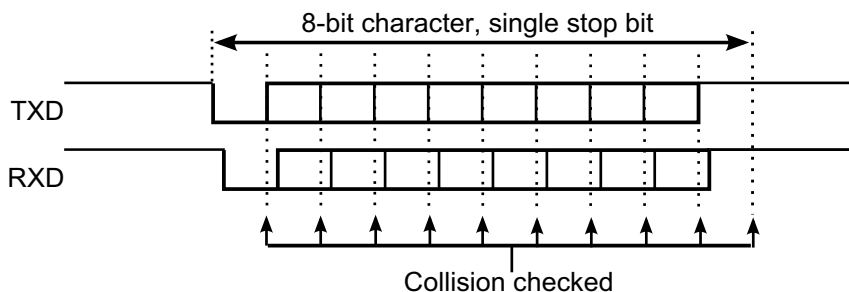 8-bit character, single stop bit
TXD
RXD
Collision checked